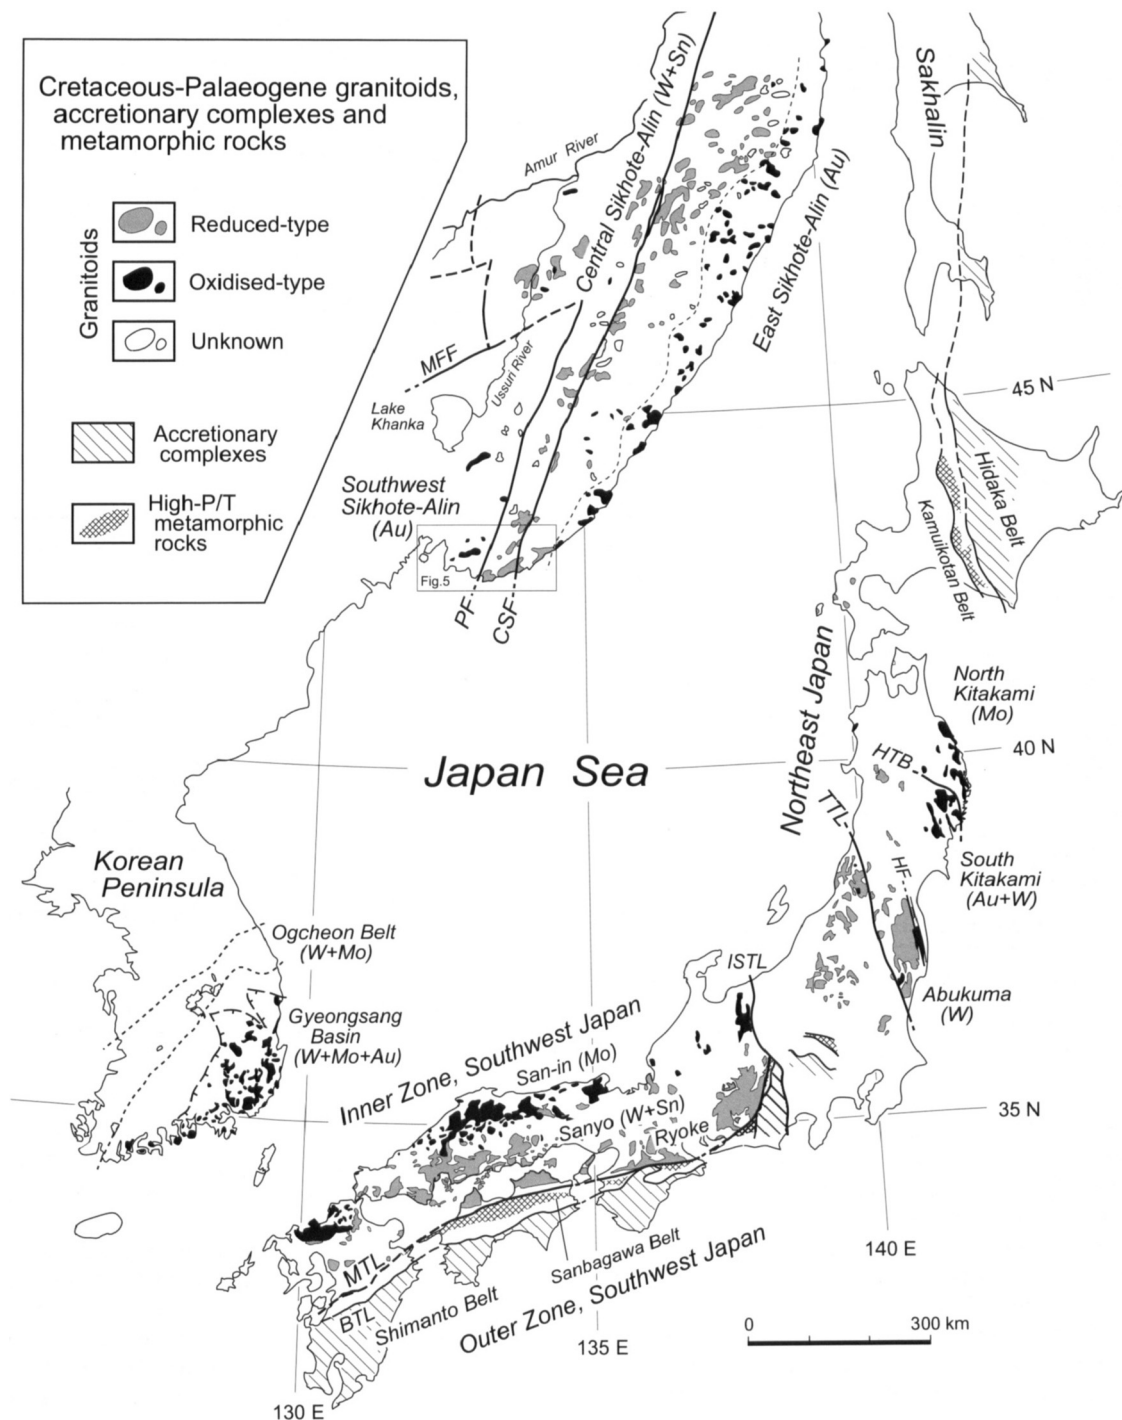 Cretaceous-Palaeogene granitoids,
accretionary complexes and
metamorphic rocks
Granitoids
Reduced-type
Oxidised-type
Unknown
Accretionary
complexes
High-P/T
metamorphic
rocks
Amur River
Central Sikhote-Alin (W+Sn)
East Sikhote-Alin (Au)
Sakhalin
MFF
Ussuri River
Lake
Khanka
45 N
Southwest
Sikhote-Alin
(Au)
Hidaka Belt
Kamuikotan Belt
Fig.5
PF
CSF
Northeast Japan
North
Kitakami
(Mo)
40 N
HTB
Japan Sea
TTL
Korean
Peninsula
HF
South
Kitakami
(Au+W)
Ogcheon Belt
(W+Mo)
ISTL
Abukuma
(W)
Gyeongsang
Basin
(W+Mo+Au)
Inner Zone, Southwest Japan
San-in (Mo)
Sanyo (W+Sn)
Ryoke
35 N
MTL
BTL
Shimanto Belt
Sanbagawa Belt
Outer Zone, Southwest Japan
140 E
0 300 km
135 E
130 E